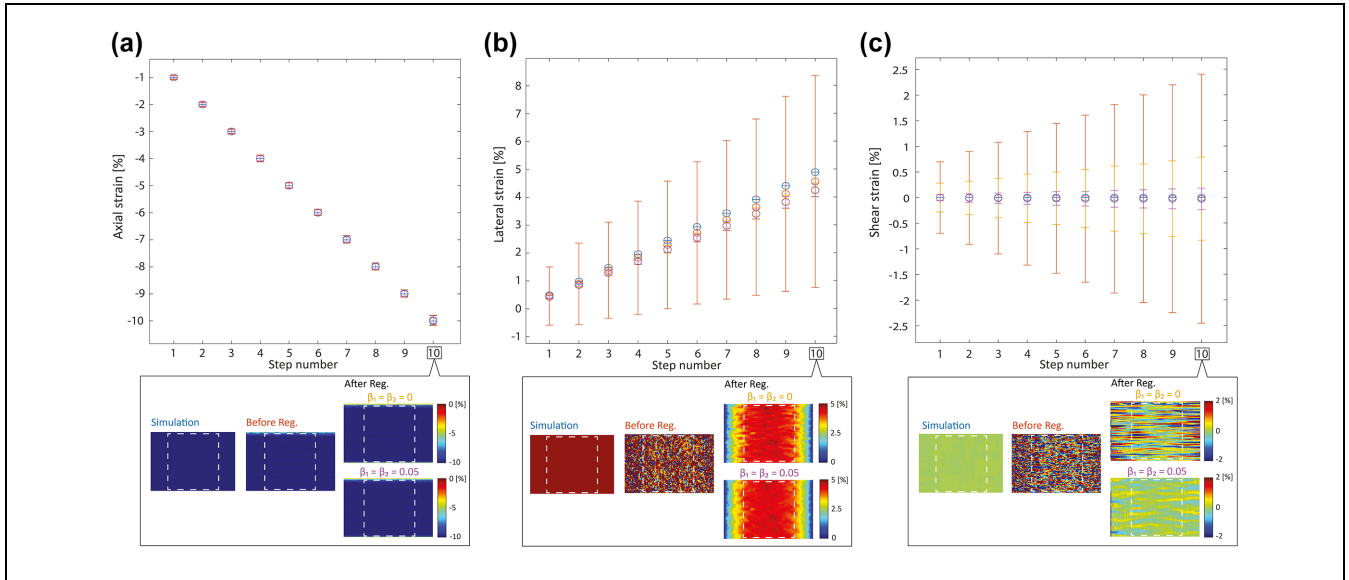 (a)
Axial strain [%]
-1
-2
-3
-4
-5
-6
-7
-8
-9
-10
1 2 3 4 5 6 7 8 9 10
Step number
Simulation
Before Reg.
After Reg.
β₁ = β₂ = 0
0 [%]
-5
-10
β₁ = β₂ = 0.05
0 [%]
-5
-10
(b)
Lateral strain [%]
8
7
6
5
4
3
2
1
0
-1
1 2 3 4 5 6 7 8 9 10
Step number
Simulation
Before Reg.
After Reg.
β₁ = β₂ = 0
5 [%]
0
β₁ = β₂ = 0.05
5 [%]
0
(c)
Shear strain [%]
2.5
2
1.5
1
0.5
0
-0.5
-1
-1.5
-2
-2.5
1 2 3 4 5 6 7 8 9 10
Step number
Simulation
Before Reg.
After Reg.
β₁ = β₂ = 0
2 [%]
-2
β₁ = β₂ = 0.05
2 [%]
-2